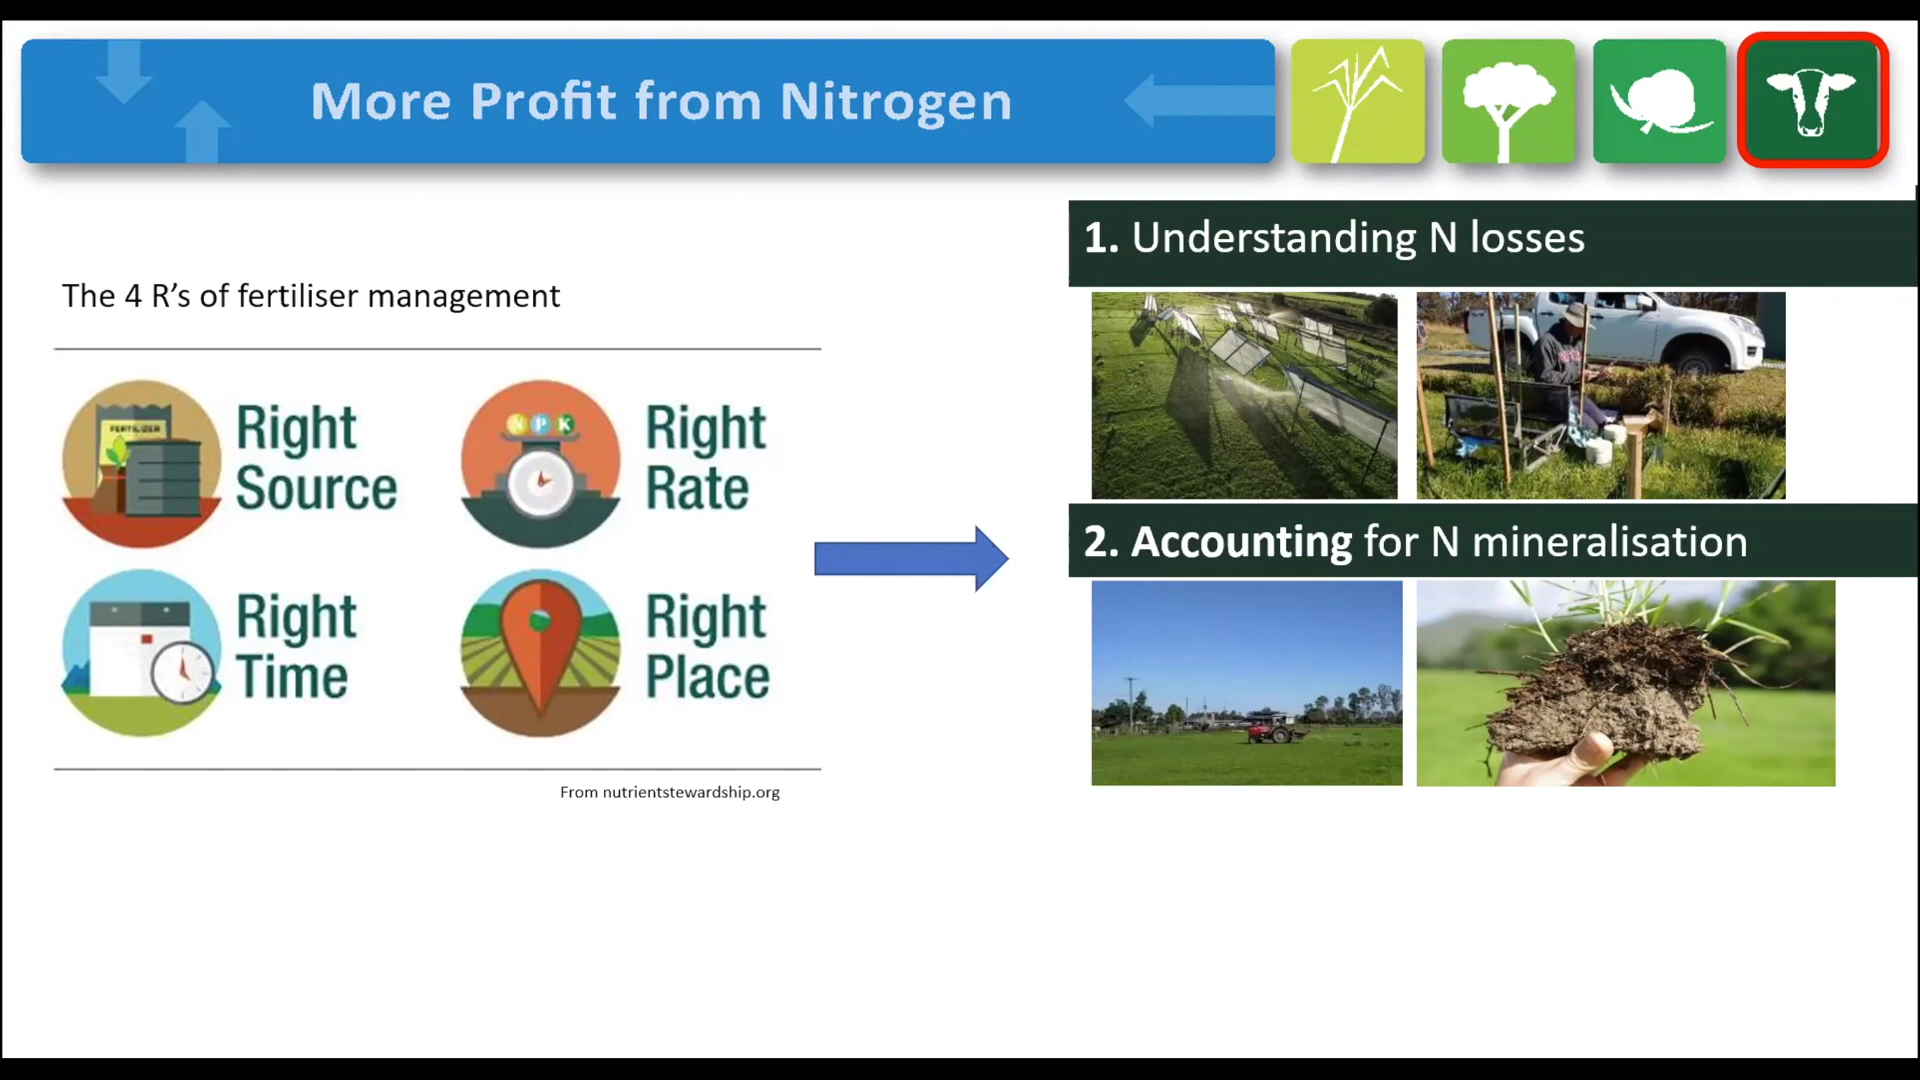 More Profit from Nitrogen
The 4 R’s of fertiliser management
FERTILIZER
Right
Source
N P K
Right
Rate
Right
Time
Right
Place
From nutrientstewardship.org
1. Understanding N losses
2. Accounting for N mineralisation